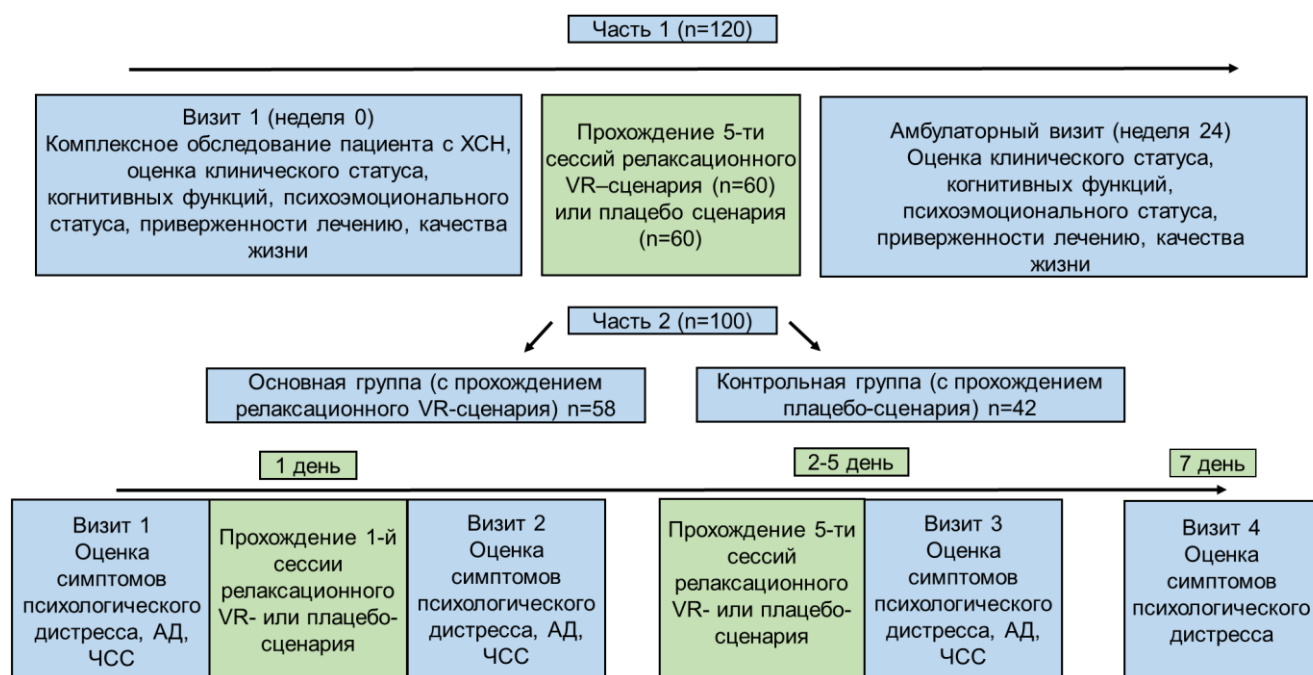 Часть 1 (n=120)
Визит 1 (неделя 0)
Комплексное обследование пациента с ХСН,
оценка клинического статуса,
когнитивных функций, психоэмоционального
статуса, приверженности лечению, качества
жизни
Прохождение 5-ти
сессий релаксационного
VR–сценария (n=60)
или плацебо сценария
(n=60)
Амбулаторный визит (неделя 24)
Оценка клинического статуса,
когнитивных функций,
психоэмоционального статуса,
приверженности лечению, качества
жизни
Часть 2 (n=100)
Основная группа (с прохождением
релаксационного VR-сценария) n=58
Контрольная группа (с прохождением
плацебо-сценария) n=42
1 день
2-5 день
7 день
Визит 1
Оценка
симптомов
психологического
дистресса, АД,
ЧСС
Прохождение 1-й
сессии
релаксационного
VR- или плацебо-
сценария
Визит 2
Оценка
симптомов
психологического
дистресса, АД,
ЧСС
Прохождение 5-ти
сессий
релаксационного
VR- или плацебо-
сценария
Визит 3
Оценка
симптомов
психологического
дистресса, АД,
ЧСС
Визит 4
Оценка
симптомов
психологического
дистресса